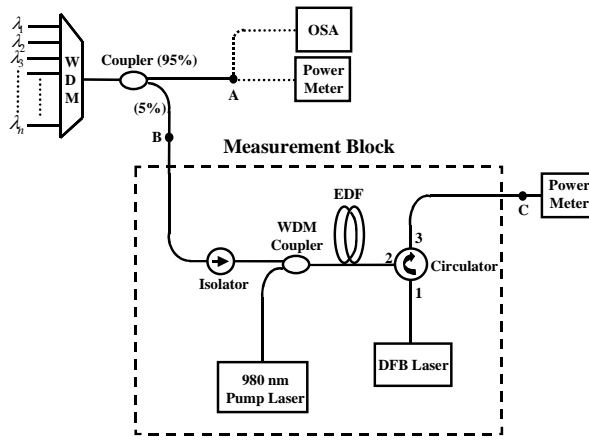 λ1
λ2
λ3
λn
W
D
M
Coupler (95%)
(5%)
OSA
Power
Meter
A
B
Measurement Block
EDF
WDM
Coupler
Isolator
3
2
1
Circulator
C
Power
Meter
980 nm
Pump Laser
DFB Laser